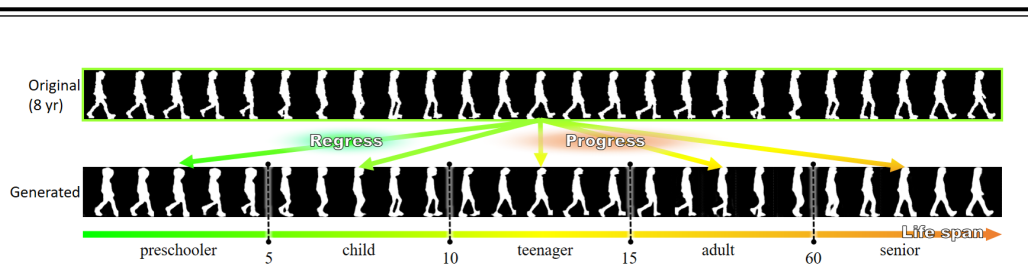 Original
(8 yr)
Regress
Progress
Generated
Life span
preschooler
child
teenager
adult
senior
5
10
15
60